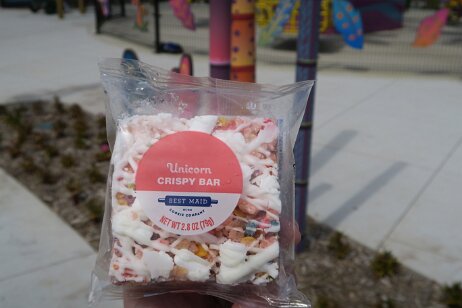 Unicorn
CRISPY BAR
BEST MAID
COOKIE COMPANY
NET WT 2.8 OZ (79g)